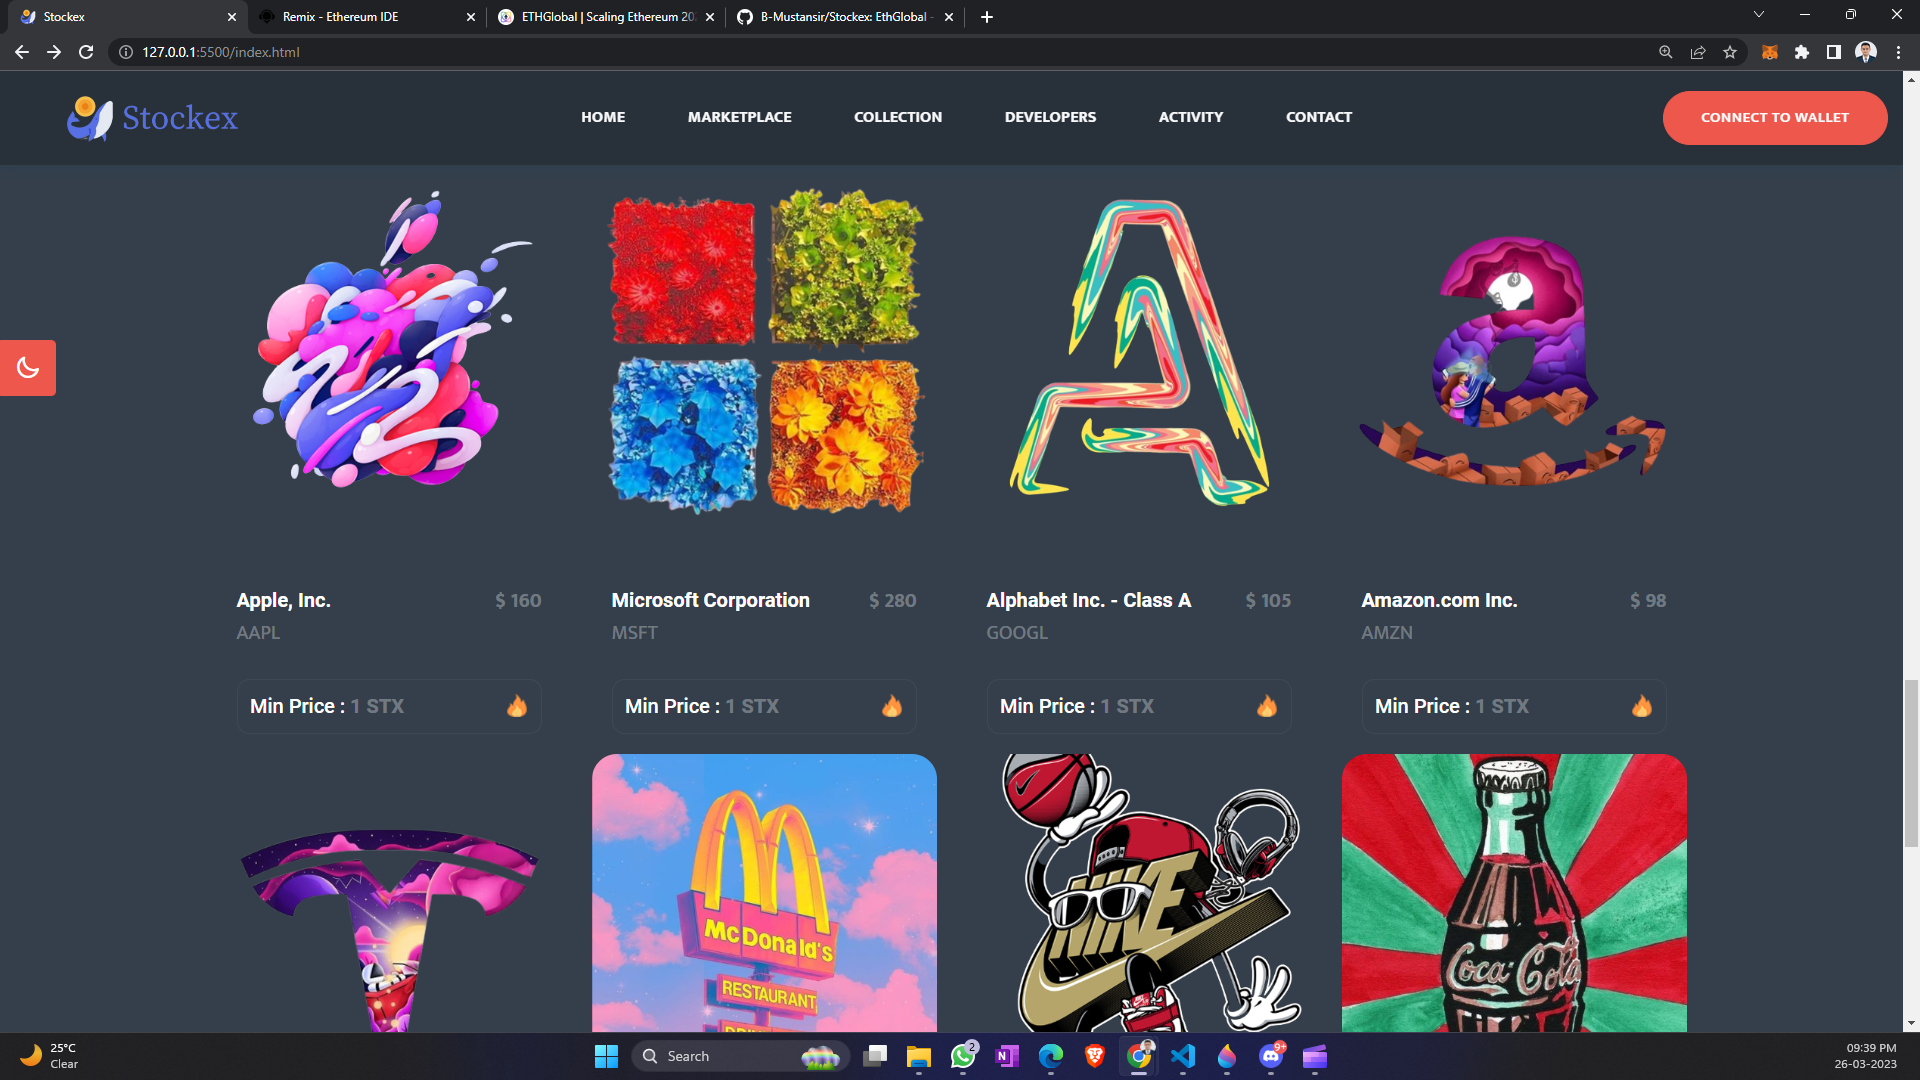 Stockex
Remix - Ethereum IDE
ETHGlobal | Scaling Ethereum 20
B-Mustansir/Stockex: EthGlobal -
127.0.0.1:5500/index.html
Stockex
HOME
MARKETPLACE
COLLECTION
DEVELOPERS
ACTIVITY
CONTACT
CONNECT TO WALLET
Apple, Inc.
$ 160
AAPL
Microsoft Corporation
$ 280
MSFT
Alphabet Inc. - Class A
$ 105
GOOGL
Amazon.com Inc.
$ 98
AMZN
Min Price : 1 STX
Min Price : 1 STX
Min Price : 1 STX
Min Price : 1 STX
McDonald's
RESTAURANT
NIKE
Coca-Cola
25°C
Clear
Search
2
N
9+
09:39 PM
26-03-2023